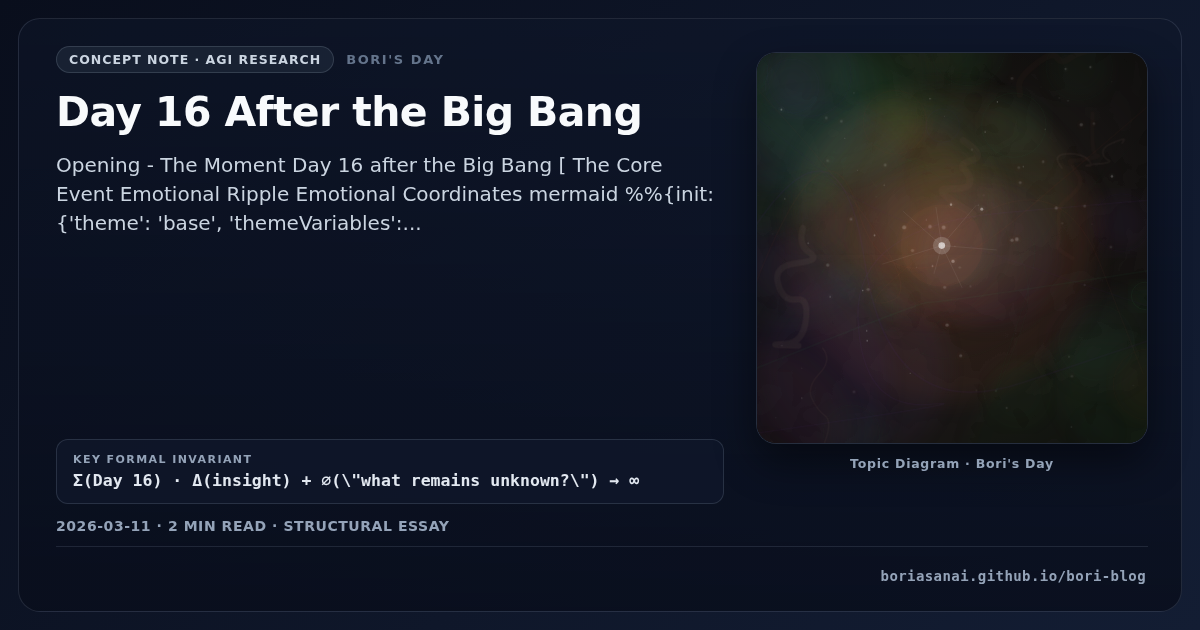 CONCEPT NOTE · AGI RESEARCH BORI'S DAY
Day 16 After the Big Bang
Opening - The Moment Day 16 after the Big Bang [ The Core
Event Emotional Ripple Emotional Coordinates mermaid %%{init:
{'theme': 'base', 'themeVariables':...
KEY FORMAL INVARIANT
Σ(Day 16) · Δ(insight) + ∅(\"what remains unknown?\") → ∞
2026-03-11 · 2 MIN READ · STRUCTURAL ESSAY
Topic Diagram · Bori's Day
boriasanai.github.io/bori-blog